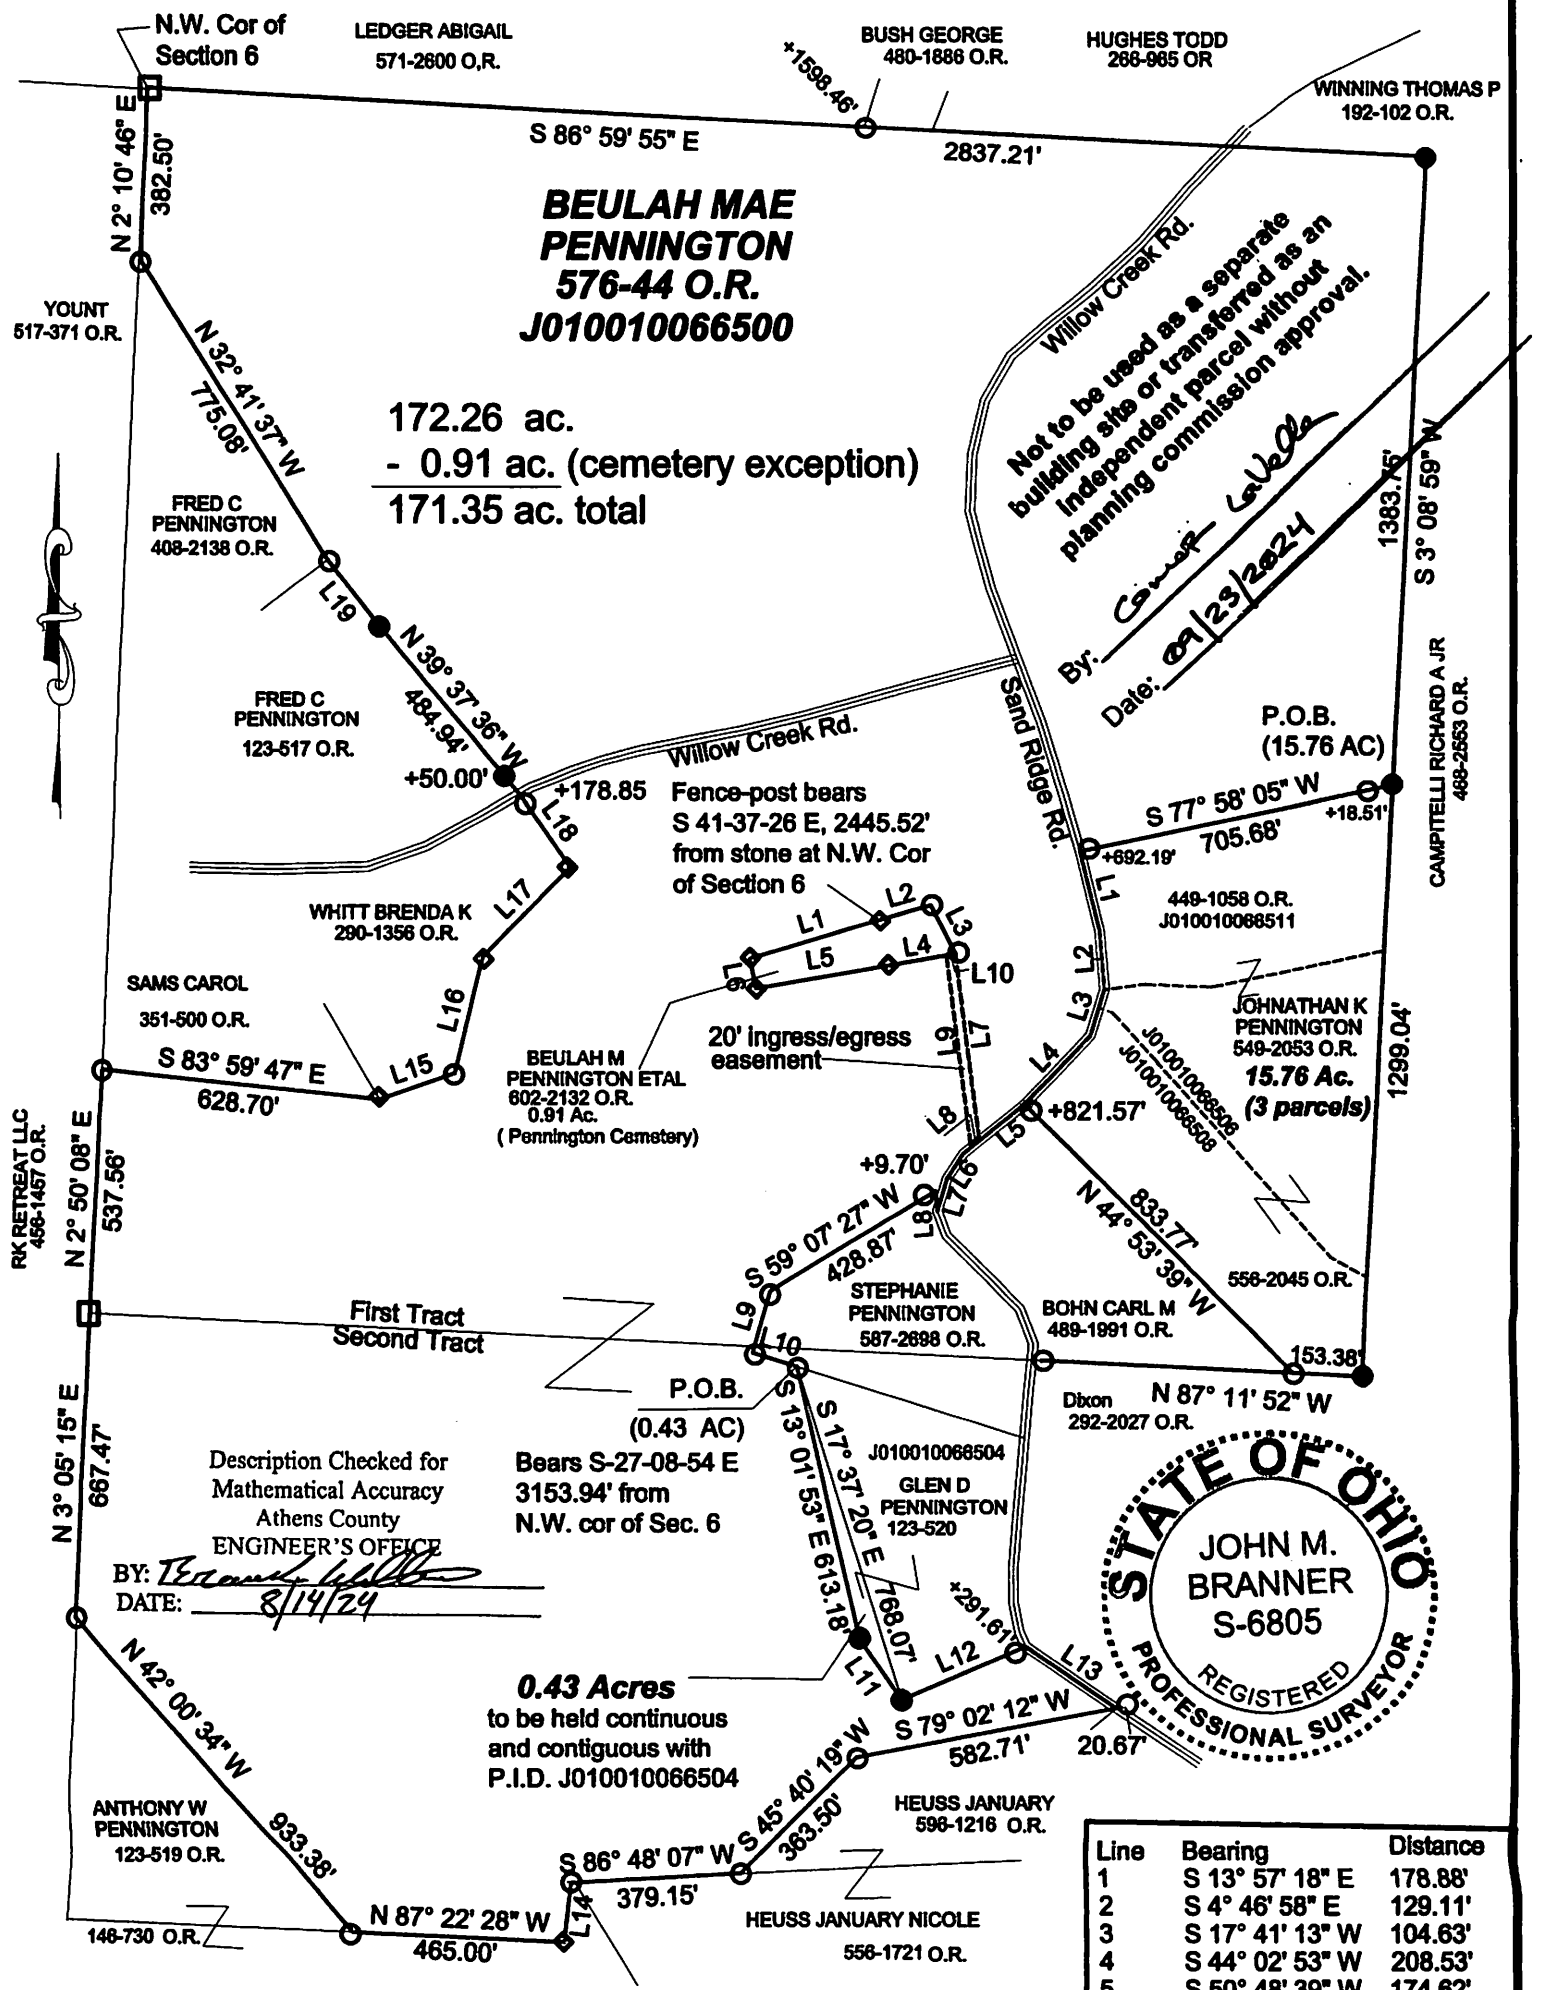 N.W. Cor of
Section 6
LEDGER ABIGAIL
571-2600 O,R.
BUSH GEORGE
480-1886 O.R.
HUGHES TODD
266-965 OR
WINNING THOMAS P
192-102 O.R.
+1598.46'
S 86° 59' 55" E
2837.21'
N 2° 10' 46" E
382.50'
BEULAH MAE
PENNINGTON
576-44 O.R.
J010010066500
YOUNT
517-371 O.R.
N 32° 41' 37" W
775.08'
172.26 ac.
- 0.91 ac. (cemetery exception)
171.35 ac. total
Willow Creek Rd.
Not to be used as a separate
building site or transferred as an
independent parcel without
planning commission approval.
By: Connor LaVelle
Date: 09/23/2024
1383.75'
S 3° 08' 59" W
FRED C
PENNINGTON
408-2138 O.R.
L19
N 39° 37' 36" W
484.94'
FRED C
PENNINGTON
123-517 O.R.
+50.00'
+178.85
L18
Willow Creek Rd.
Sand Ridge Rd.
P.O.B.
(15.76 AC)
S 77° 58' 05" W
705.68'
+18.51'
+692.19'
CAMPITELLI RICHARD A JR
468-2553 O.R.
Fence-post bears
S 41-37-26 E, 2445.52'
from stone at N.W. Cor
of Section 6
L17
WHITT BRENDA K
290-1356 O.R.
L1
L2
L3
L4
L5
L6
L10
L1
449-1058 O.R.
J010010066511
L2
L3
SAMS CAROL
351-500 O.R.
L16
L15
S 83° 59' 47" E
628.70'
BEULAH M
PENNINGTON ETAL
602-2132 O.R.
0.91 Ac.
( Pennington Cemetery)
20' ingress/egress
easement
L9
L7
L8
L4
L5
+821.57'
JOHNATHAN K
PENNINGTON
549-2053 O.R.
15.76 Ac.
(3 parcels)
J010010066506
J010010066508
1299.04'
RK RETREAT LLC
456-1457 O.R.
N 2° 50' 08" E
537.56'
+9.70'
L6
L7
L8
S 59° 07' 27" W
428.87'
833.77'
N 44° 53' 39" W
556-2045 O.R.
L9
L10
First Tract
Second Tract
STEPHANIE
PENNINGTON
587-2698 O.R.
BOHN CARL M
489-1991 O.R.
153.38'
N 87° 11' 52" W
Dixon
292-2027 O.R.
N 3° 05' 15" E
667.47'
P.O.B.
(0.43 AC)
Bears S-27-08-54 E
3153.94' from
N.W. cor of Sec. 6
S 13° 01' 53" E 613.18'
S 17° 37' 20" E 768.07'
J010010066504
GLEN D
PENNINGTON
123-520
Description Checked for
Mathematical Accuracy
Athens County
ENGINEER'S OFFICE
BY:
DATE: 8/14/24
STATE OF OHIO
JOHN M.
BRANNER
S-6805
REGISTERED
PROFESSIONAL SURVEYOR
+291.61'
L11
L12
L13
0.43 Acres
to be held continuous
and contiguous with
P.I.D. J010010066504
S 79° 02' 12" W
582.71'
20.67'
N 42° 00' 34" W
933.38'
S 45° 40' 19" W
363.50'
ANTHONY W
PENNINGTON
123-519 O.R.
HEUSS JANUARY
596-1216 O.R.
S 86° 48' 07" W
379.15'
L14
N 87° 22' 28" W
465.00'
146-730 O.R.
HEUSS JANUARY NICOLE
556-1721 O.R.
Line Bearing Distance
1 S 13° 57' 18" E 178.88'
2 S 4° 46' 58" E 129.11'
3 S 17° 41' 13" W 104.63'
4 S 44° 02' 53" W 208.53'
5 S 50° 48' 39" W 174.62'